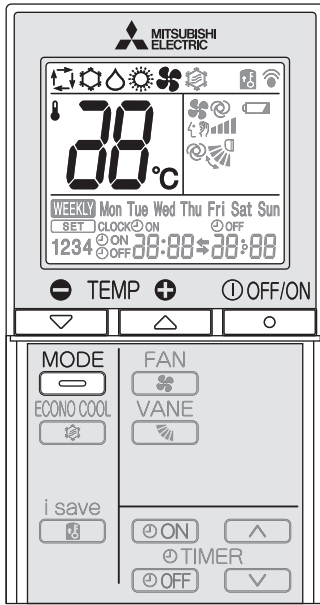 MITSUBISHI
ELECTRIC
88°C
WEEKLY Mon Tue Wed Thu Fri Sat Sun
SET CLOCK ON OFF
1234 ON OFF 88:88 88:88
TEMP OFF/ON
MODE FAN
ECONO COOL VANE
i save
ON
TIMER
OFF